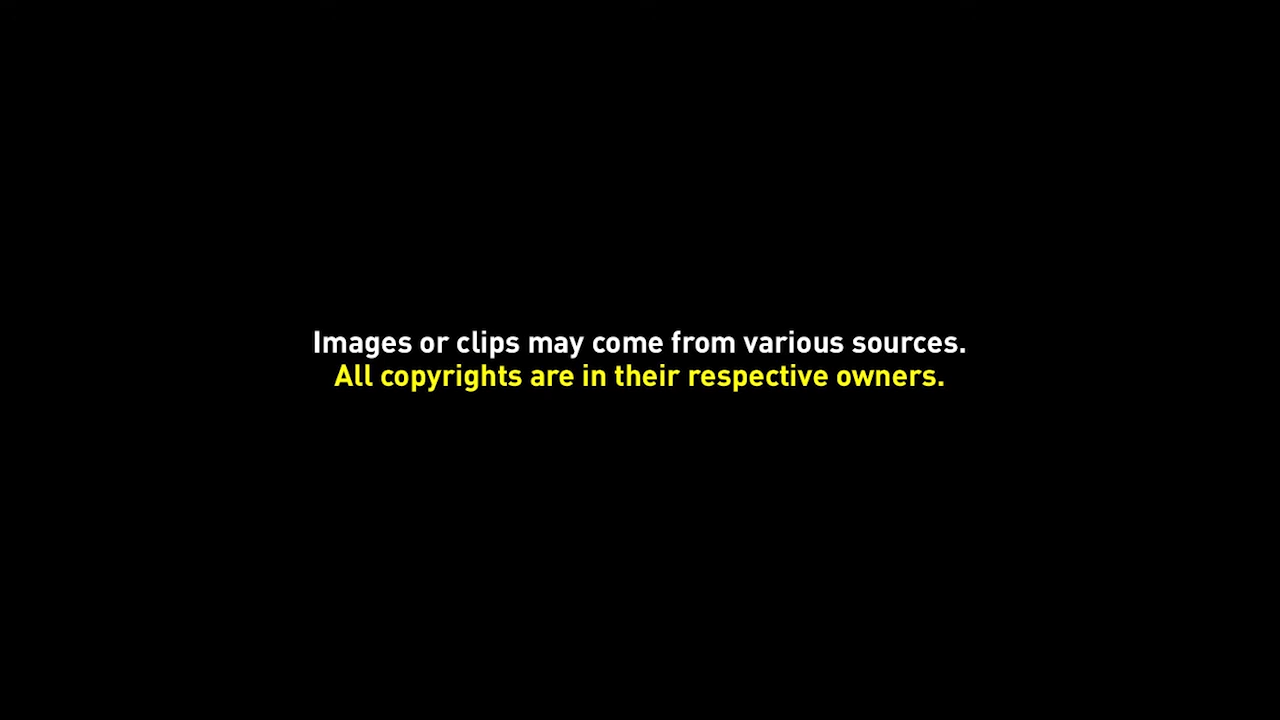 Images or clips may come from various sources.
All copyrights are in their respective owners.